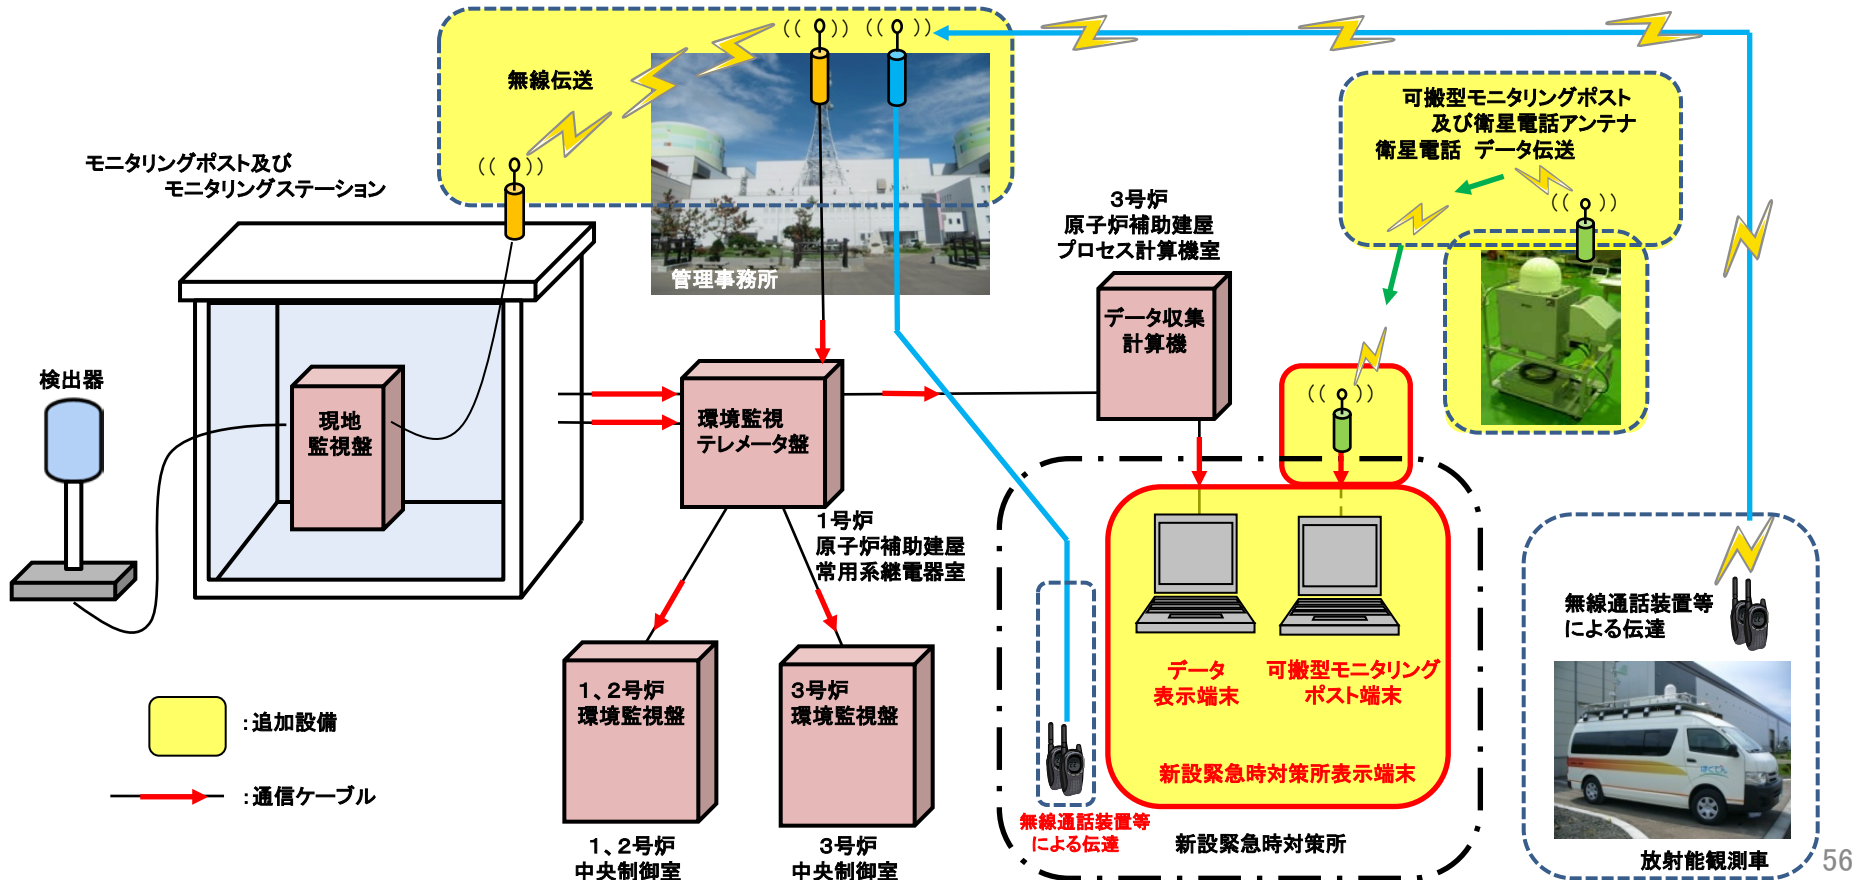 無線伝送
可搬型モニタリングポスト
及び衛星電話アンテナ
衛星電話 データ伝送
モニタリングポスト及び
モニタリングステーション
管理事務所
3号炉
原子炉補助建屋
プロセス計算機室
データ収集
計算機
検出器
現地
監視盤
環境監視
テレメータ盤
1号炉
原子炉補助建屋
常用系継電器室
無線通話装置等
による伝達
データ
表示端末
可搬型モニタリング
ポスト端末
新設緊急時対策所表示端末
1、2号炉
環境監視盤
3号炉
環境監視盤
:追加設備
:通信ケーブル
ほくでん
無線通話装置等
による伝達
新設緊急時対策所
1、2号炉
中央制御室
3号炉
中央制御室
放射能観測車
56